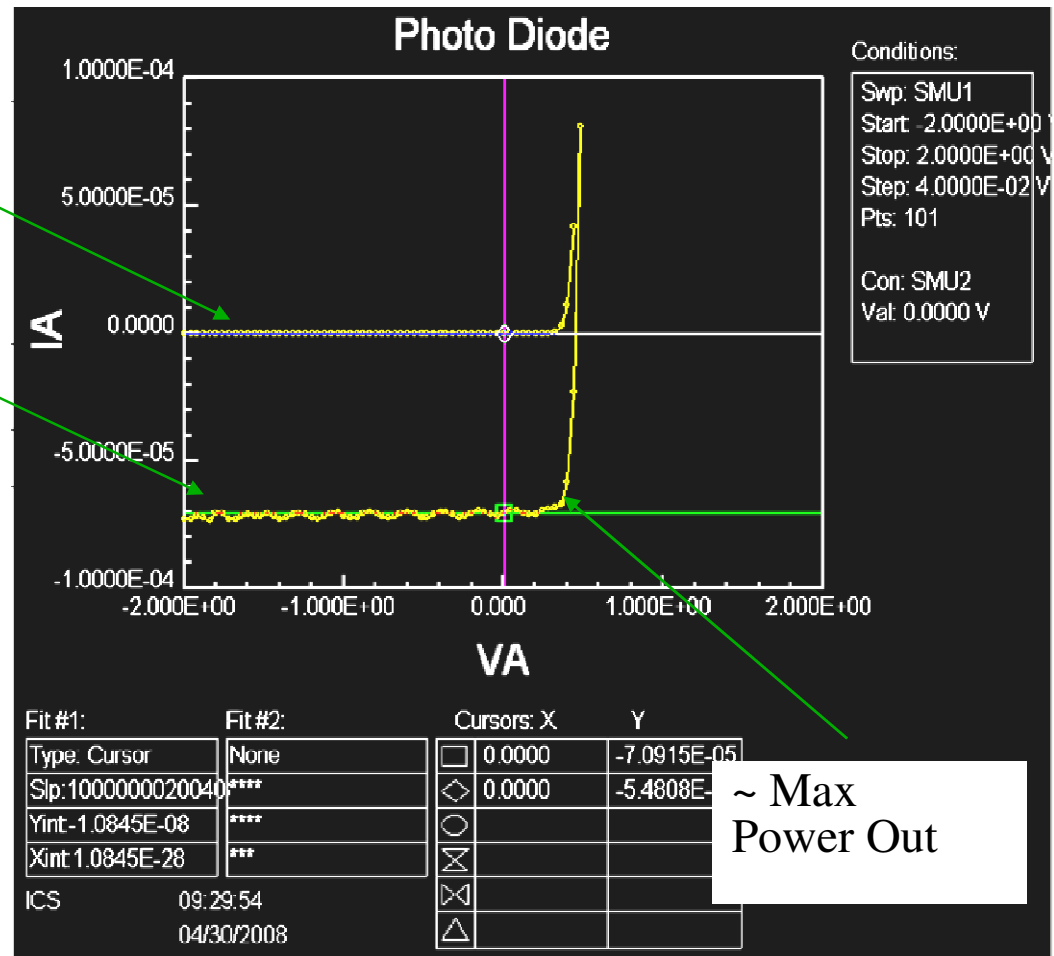 Photo Diode
Conditions:
Swp: SMU1
Start: -2.0000E+00 V
Stop: 2.0000E+00 V
Step: 4.0000E-02 V
Pts: 101
Con: SMU2
Val: 0.0000 V
1.0000E-04
5.0000E-05
0.0000
-5.0000E-05
-1.0000E-04
IA
-2.000E+00 -1.000E+00 0.000 1.000E+00 2.000E+00
VA
Fit #1: Fit #2: Cursors: X Y
Type: Cursor None 0.0000 -7.0915E-05
Slp:1000000020040 **** 0.0000 -5.4808E-
Yint:-1.0845E-08 ****
Xint:1.0845E-28 ***
ICS 09:29:54
04/30/2008
~ Max
Power Out